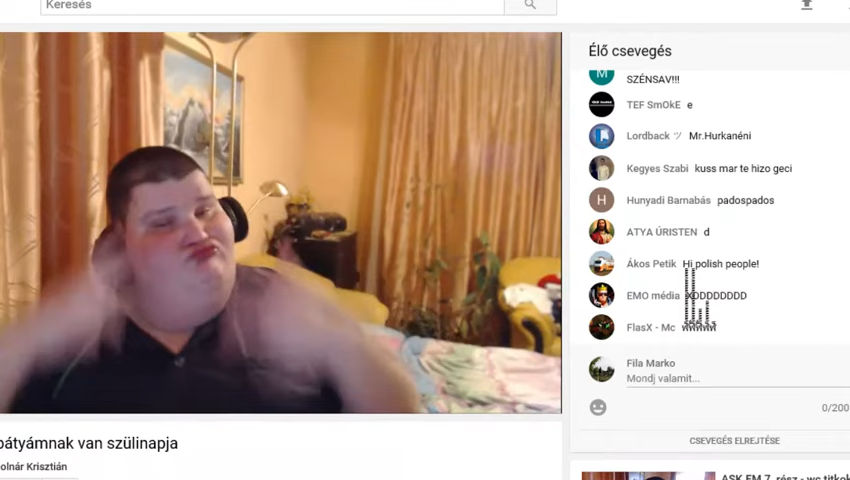 Keresés
Élő csevegés
SZÉNSAV!!!
TEF SmOkE e
Lordback ツ Mr.Hurkanéni
Kegyes Szabi kuss mar te hizo geci
Hunyadi Barnabás padospados
ATYA ÚRISTEN d
Ákos Petik Hi polish people!
EMO média XDDDDDDDD
FlasX - Mc
Fila Marko
Mondj valamit...
0/200
CSEVEGÉS ELREJTÉSE
bátyámnak van szülinapja
olnár Krisztián
ASK FM 7. rész - wc titkok